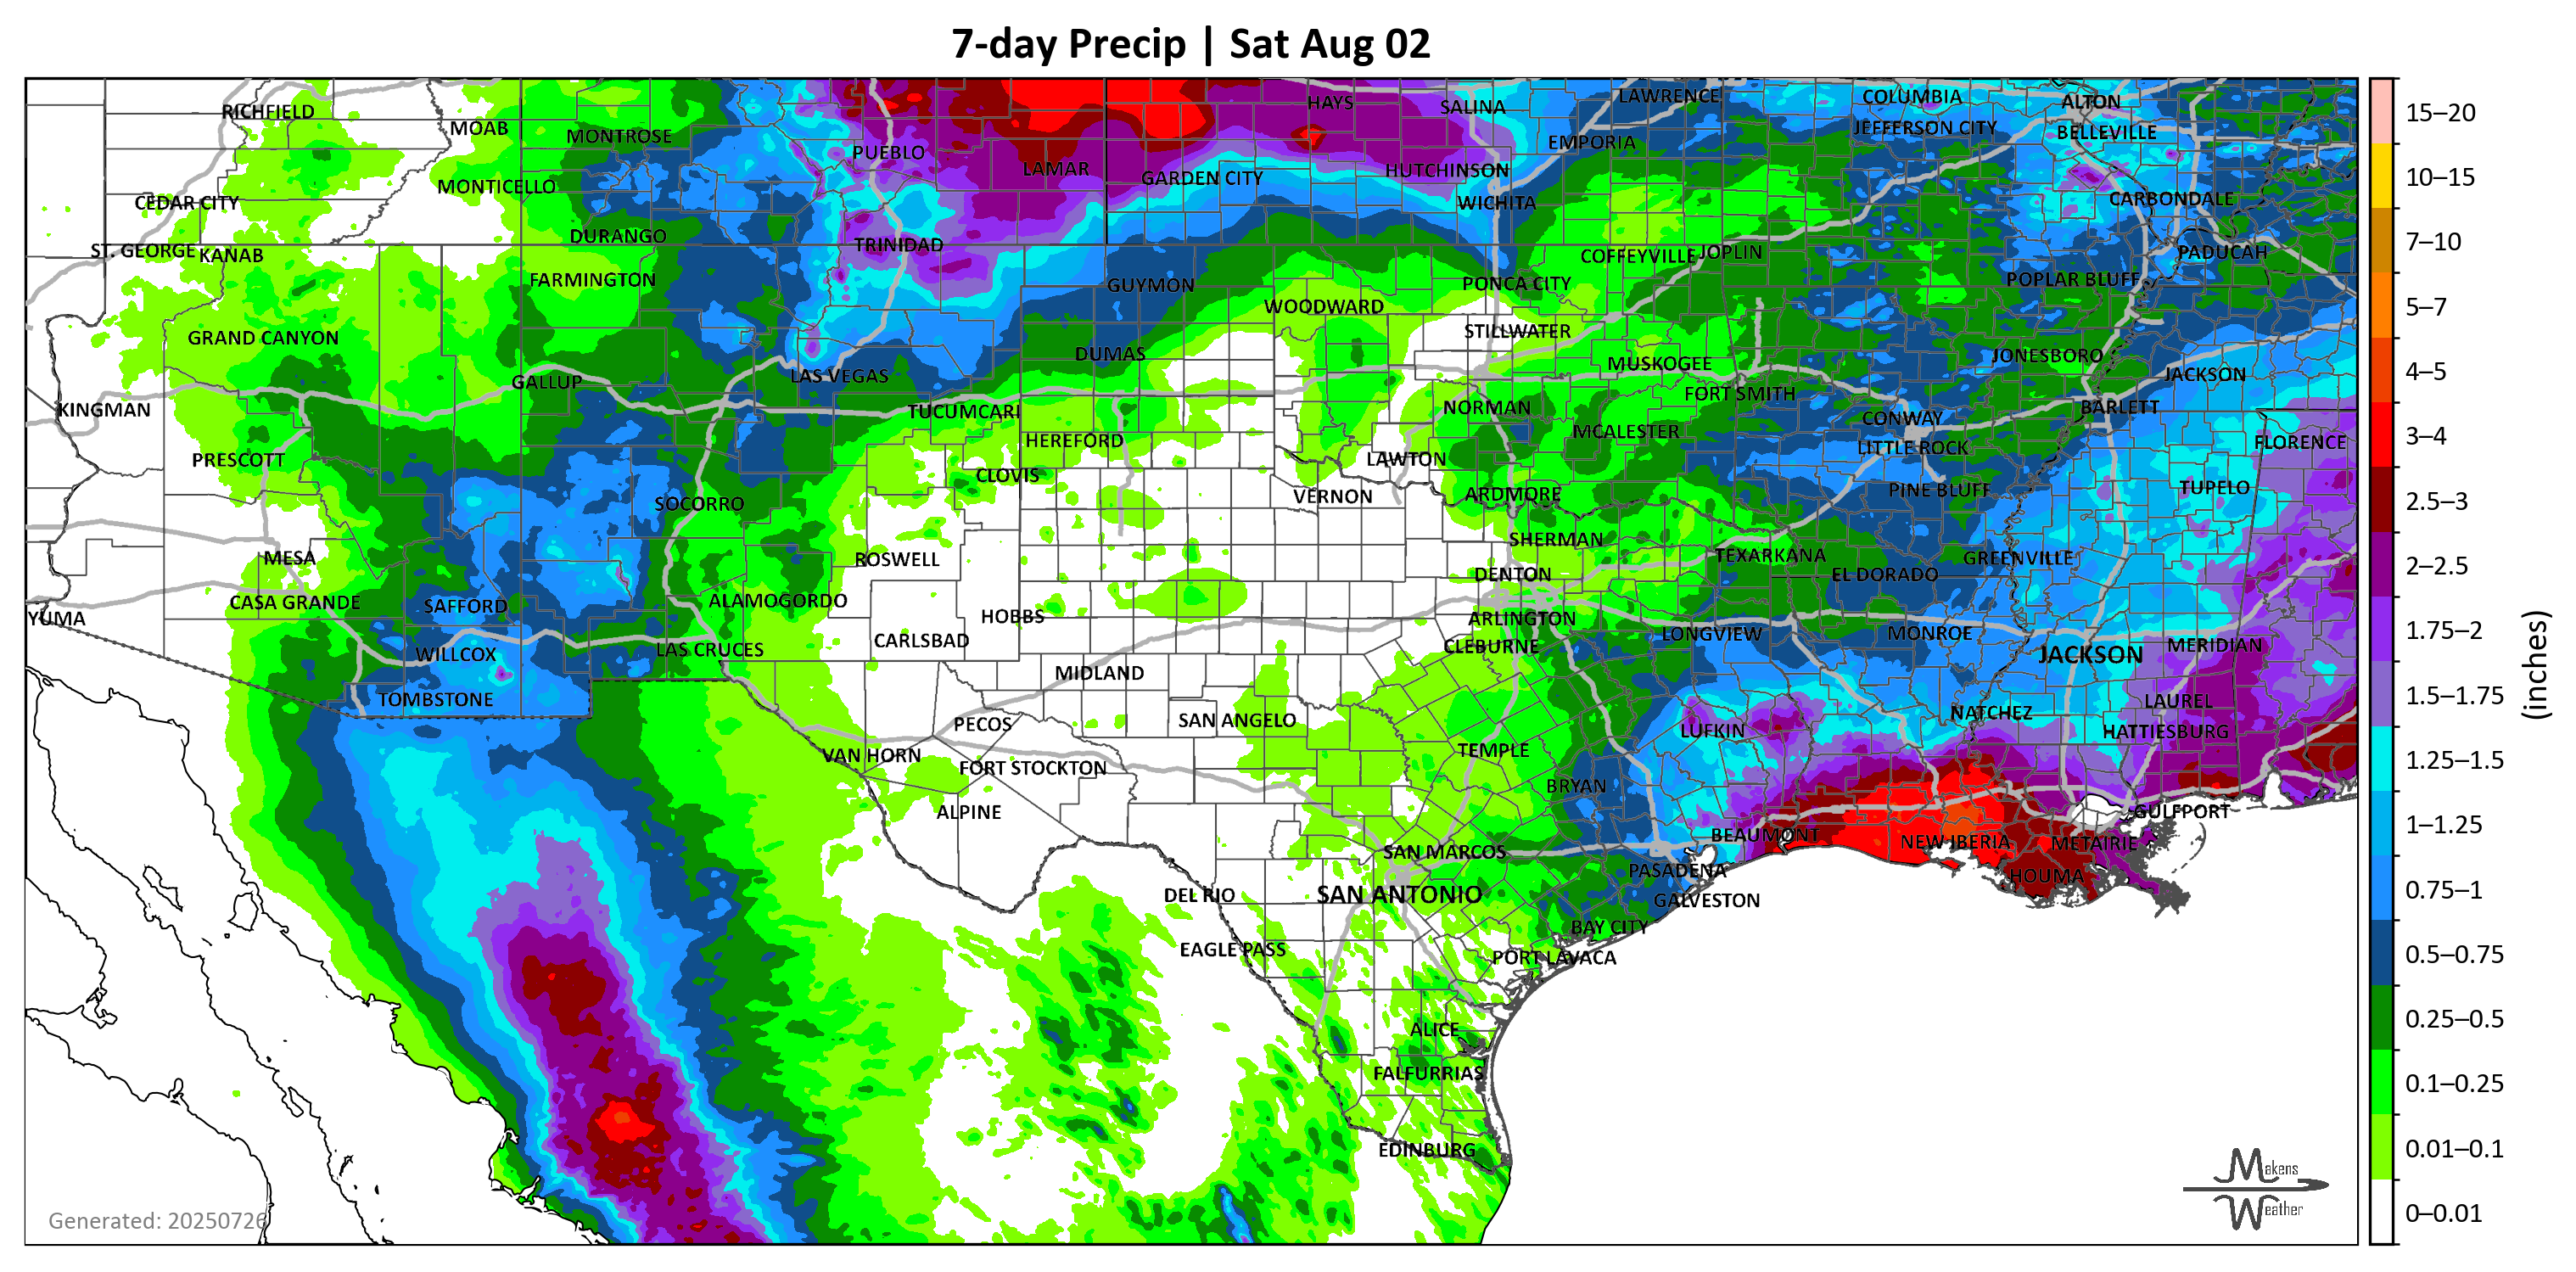 7-day Precip | Sat Aug 02
RICHFIELD
MOAB
MONTROSE
PUEBLO
HAYS
SALINA
LAWRENCE
COLUMBIA
ALTON
JEFFERSON CITY
BELLEVILLE
EMPORIA
LAMAR
GARDEN CITY
HUTCHINSON
MONTICELLO
CEDAR CITY
WICHITA
CARBONDALE
DURANGO
TRINIDAD
ST. GEORGE
KANAB
COFFEYVILLE
JOPLIN
PADUCAH
FARMINGTON
GUYMON
PONCA CITY
POPLAR BLUFF
WOODWARD
GRAND CANYON
STILLWATER
DUMAS
MUSKOGEE
JONESBORO
GALLUP
LAS VEGAS
JACKSON
FORT SMITH
KINGMAN
TUCUMCARI
NORMAN
CONWAY
BARLETT
HEREFORD
MCALESTER
LITTLE ROCK
FLORENCE
PRESCOTT
CLOVIS
LAWTON
SOCORRO
VERNON
ARDMORE
PINE BLUFF
TUPELO
MESA
ROSWELL
SHERMAN
TEXARKANA
GREENVILLE
DENTON
EL DORADO
CASA GRANDE
SAFFORD
ALAMOGORDO
YUMA
HOBBS
ARLINGTON
CARLSBAD
LONGVIEW
MONROE
WILLCOX
LAS CRUCES
CLEBURNE
JACKSON
MERIDIAN
MIDLAND
TOMBSTONE
LAUREL
PECOS
SAN ANGELO
NATCHEZ
LUFKIN
HATTIESBURG
VAN HORN
FORT STOCKTON
TEMPLE
BRYAN
ALPINE
GULFPORT
BEAUMONT
NEW IBERIA
METAIRIE
SAN MARCOS
PASADENA
HOUMA
DEL RIO
SAN ANTONIO
GALVESTON
BAY CITY
EAGLE PASS
PORT LAVACA
ALICE
FALFURRIAS
EDINBURG
Generated: 20250726
Makens
Weather
15–20
10–15
7–10
5–7
4–5
3–4
2.5–3
2–2.5
1.75–2
1.5–1.75
1.25–1.5
1–1.25
0.75–1
0.5–0.75
0.25–0.5
0.1–0.25
0.01–0.1
0–0.01
(inches)